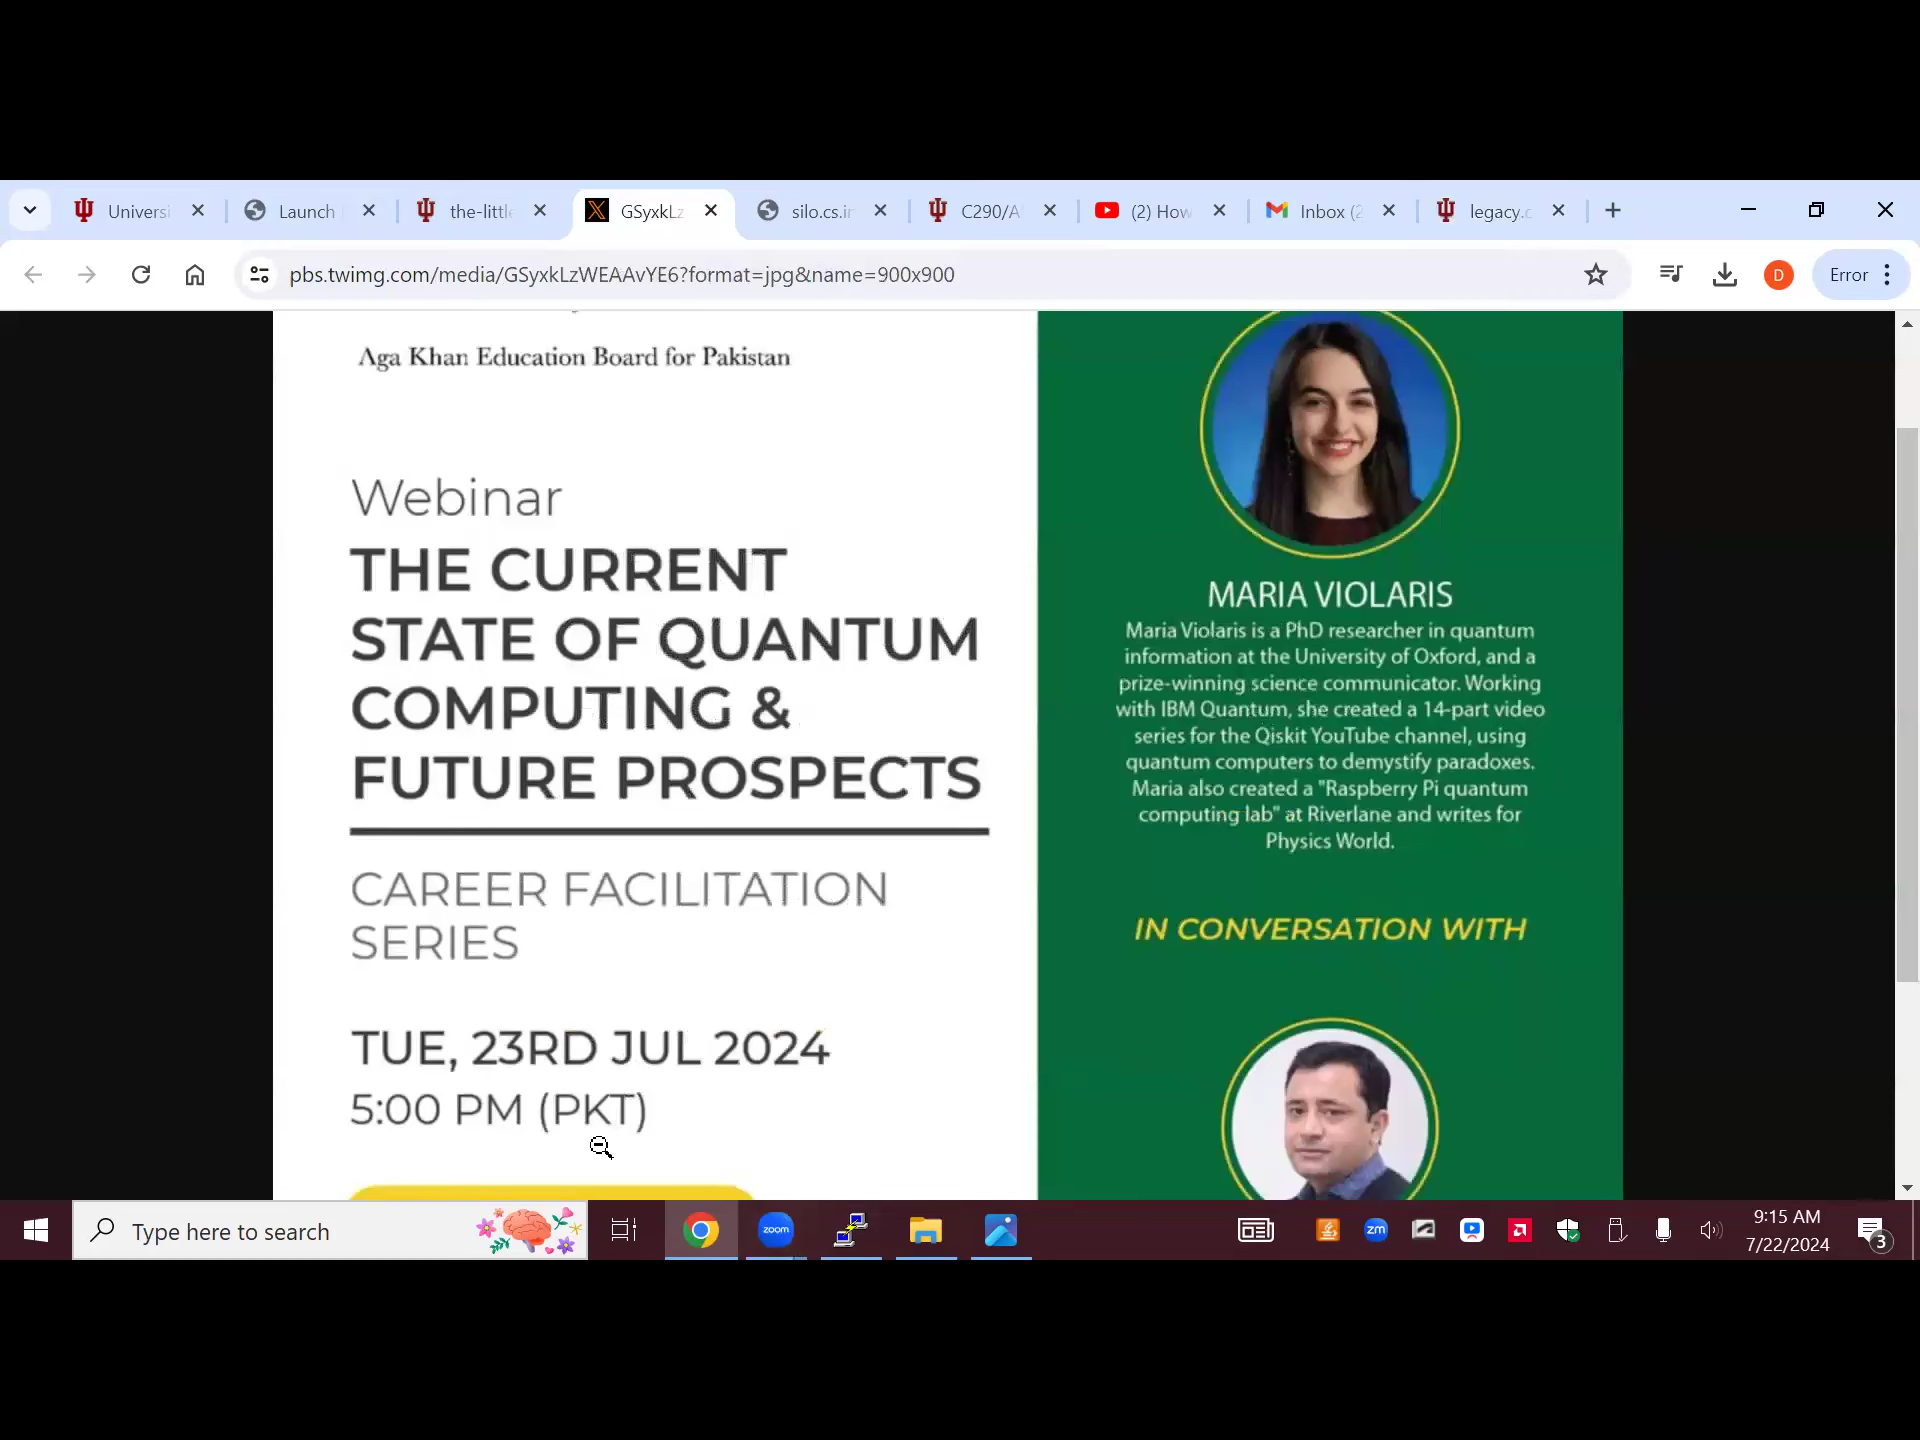 Universi
Launch
the-little
GSyxkLz
silo.cs.in
C290/A
(2) How
Inbox (2
legacy.c
pbs.twimg.com/media/GSyxkLzWEAAvYE6?format=jpg&name=900x900
D
Error
Aga Khan Education Board for Pakistan
Webinar
THE CURRENT
STATE OF QUANTUM
COMPUTING &
FUTURE PROSPECTS
CAREER FACILITATION
SERIES
TUE, 23RD JUL 2024
5:00 PM (PKT)
MARIA VIOLARIS
Maria Violaris is a PhD researcher in quantum
information at the University of Oxford, and a
prize-winning science communicator. Working
with IBM Quantum, she created a 14-part video
series for the Qiskit YouTube channel, using
quantum computers to demystify paradoxes.
Maria also created a "Raspberry Pi quantum
computing lab" at Riverlane and writes for
Physics World.
IN CONVERSATION WITH
Type here to search
zoom
zm
9:15 AM
7/22/2024
3